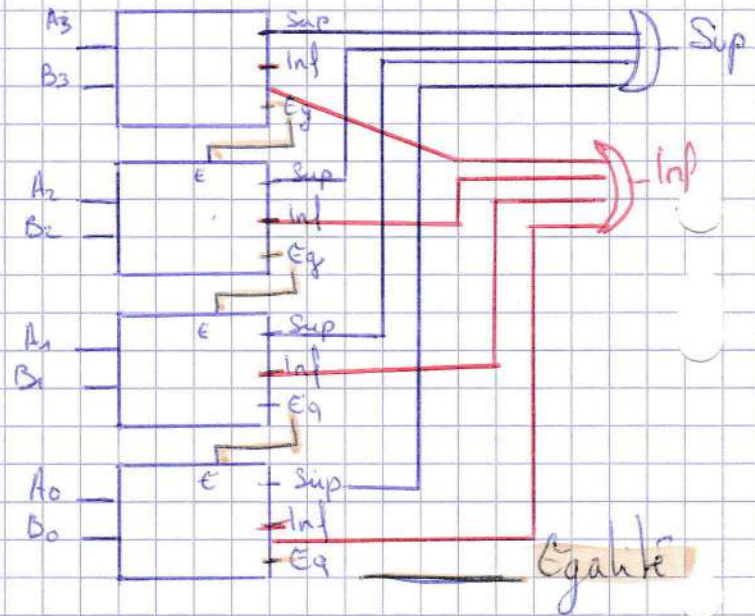 A3 Sup
Inf
B3
Eg
Sup
Inf
E Sup
A2
Inf
B2
Eg
E Sup
A1
Inf
B1
Eq
E Sup
A0
Inf
B0
Eq
Egalité